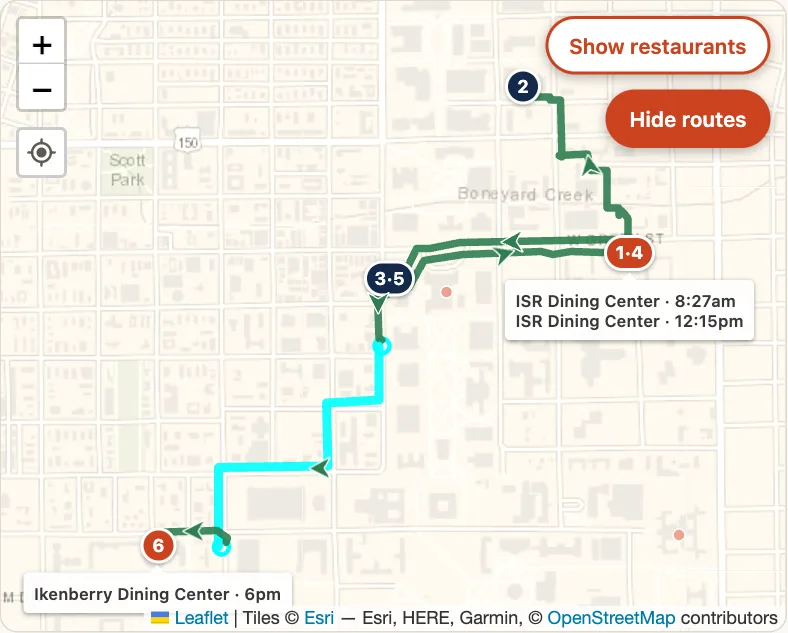 +
−
Show restaurants
Hide routes
2
150
Scott
Park
Boneyard Creek
1·4
3·5
ISR Dining Center · 8:27am
ISR Dining Center · 12:15pm
6
Ikenberry Dining Center · 6pm
Leaflet | Tiles © Esri — Esri, HERE, Garmin, © OpenStreetMap contributors